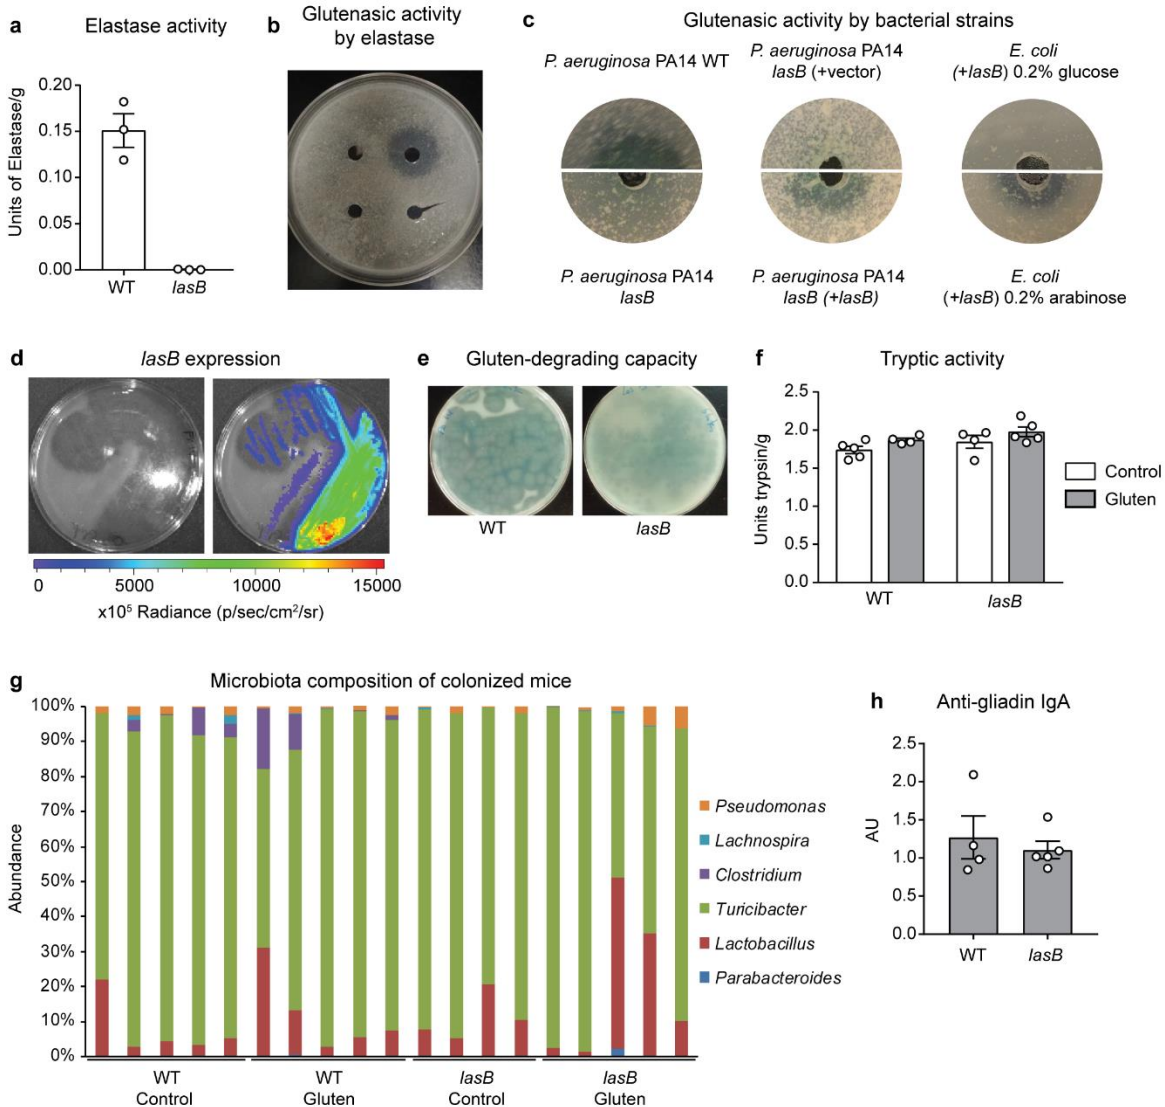 a
Elastase activity
Units of Elastase/g
0.20
0.15
0.10
0.05
0.00
WT
lasB
b
Glutenasic activity
by elastase
c
Glutenasic activity by bacterial strains
P. aeruginosa PA14 WT
P. aeruginosa PA14
lasB (+vector)
E. coli
(+lasB) 0.2% glucose
P. aeruginosa PA14
lasB
P. aeruginosa PA14
lasB (+lasB)
E. coli
(+lasB) 0.2% arabinose
d
lasB expression
0 5000 10000 15000
x10⁵ Radiance (p/sec/cm²/sr)
e
Gluten-degrading capacity
WT
lasB
f
Tryptic activity
Units trypsin/g
2.5
2.0
1.5
1.0
0.5
0.0
WT
lasB
Control
Gluten
g
Microbiota composition of colonized mice
Abundance
100%
90%
80%
70%
60%
50%
40%
30%
20%
10%
0%
WT
Control
WT
Gluten
lasB
Control
lasB
Gluten
Pseudomonas
Lachnospira
Clostridium
Turicibacter
Lactobacillus
Parabacteroides
h
Anti-gliadin IgA
AU
2.5
2.0
1.5
1.0
0.5
0.0
WT
lasB